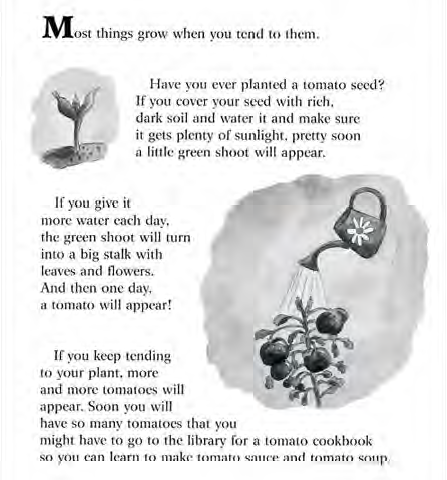 Most things grow when you tend to them.
Have you ever planted a tomato seed?
If you cover your seed with rich,
dark soil and water it and make sure
it gets plenty of sunlight, pretty soon
a little green shoot will appear.
If you give it
more water each day,
the green shoot will turn
into a big stalk with
leaves and flowers.
And then one day,
a tomato will appear!
If you keep tending
to your plant, more
and more tomatoes will
appear. Soon you will
have so many tomatoes that you
might have to go to the library for a tomato cookbook
so you can learn to make tomato sauce and tomato soup